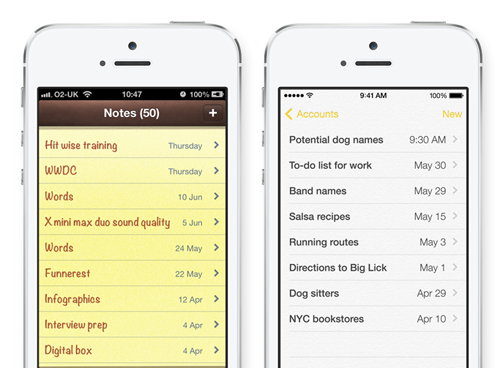 O2-UK 10:47 100%
Notes (50) +
Hit wise training Thursday
WWDC Thursday
Words 10 Jun
X mini max duo sound quality 5 Jun
Words 24 May
Funnerest 22 May
Infographics 12 Apr
Interview prep 4 Apr
Digital box 4 Apr
9:41 AM 100%
Accounts New
Potential dog names 9:30 AM
To-do list for work May 30
Band names May 29
Salsa recipes May 15
Running routes May 3
Directions to Big Lick May 1
Dog sitters Apr 29
NYC bookstores Apr 10